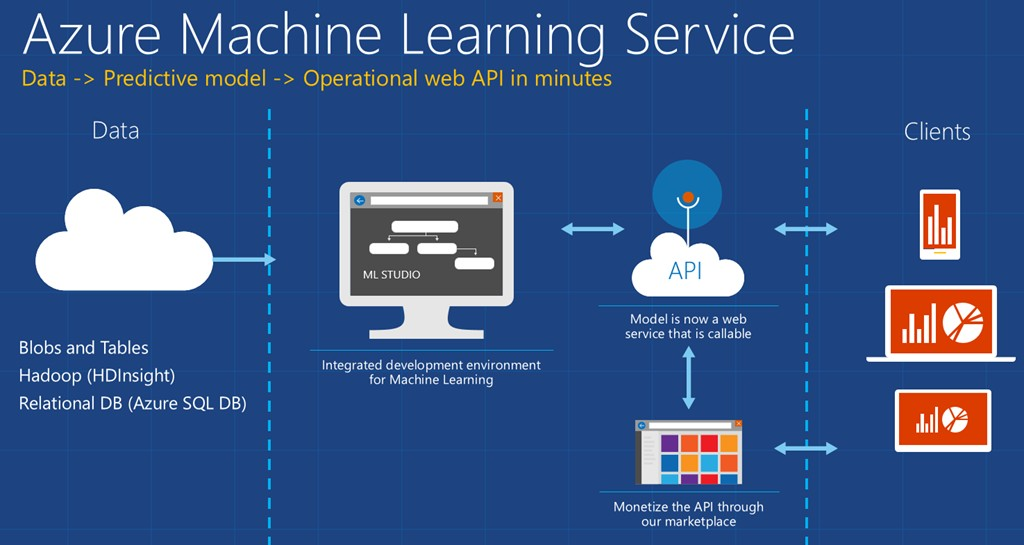 Azure Machine Learning Service
Data -> Predictive model -> Operational web API in minutes
Data
Clients
ML STUDIO
API
Model is now a web
service that is callable
Blobs and Tables
Hadoop (HDInsight)
Relational DB (Azure SQL DB)
Integrated development environment
for Machine Learning
Monetize the API through
our marketplace